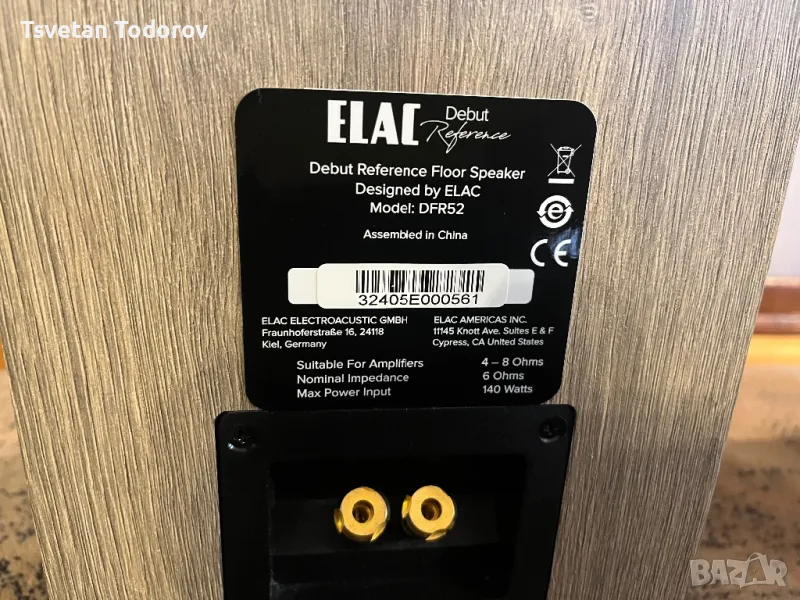 Tsvetan Todorov
ELAC Debut
Reference
Debut Reference Floor Speaker
Designed by ELAC
Model: DFR52
Assembled in China
32405E000561
ELAC ELECTROACUSTIC GMBH
Fraunhoferstraße 16, 24118
Kiel, Germany
ELAC AMERICAS INC.
11145 Knott Ave. Suites E & F
Cypress, CA United States
Suitable For Amplifiers 4 – 8 Ohms
Nominal Impedance 6 Ohms
Max Power Input 140 Watts
e
CE
BAZAR